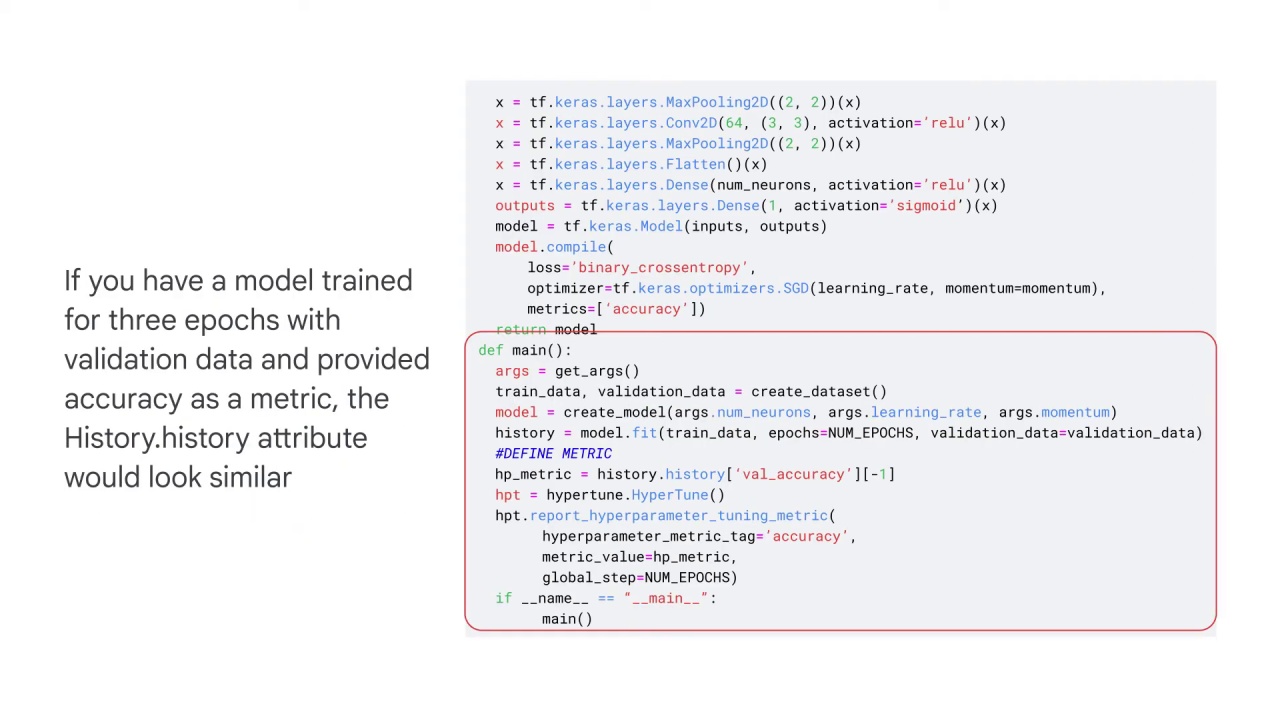 If you have a model trained
for three epochs with
validation data and provided
accuracy as a metric, the
History.history attribute
would look similar
x = tf.keras.layers.MaxPooling2D((2, 2))(x)
x = tf.keras.layers.Conv2D(64, (3, 3), activation='relu')(x)
x = tf.keras.layers.MaxPooling2D((2, 2))(x)
x = tf.keras.layers.Flatten()(x)
x = tf.keras.layers.Dense(num_neurons, activation='relu')(x)
outputs = tf.keras.layers.Dense(1, activation='sigmoid’)(x)
model = tf.keras.Model(inputs, outputs)
model.compile(
loss='binary_crossentropy',
optimizer=tf.keras.optimizers.SGD(learning_rate, momentum=momentum),
metrics=['accuracy'])
return model
def main():
args = get_args()
train_data, validation_data = create_dataset()
model = create_model(args.num_neurons, args.learning_rate, args.momentum)
history = model.fit(train_data, epochs=NUM_EPOCHS, validation_data=validation_data)
#DEFINE METRIC
hp_metric = history.history['val_accuracy'][-1]
hpt = hypertune.HyperTune()
hpt.report_hyperparameter_tuning_metric(
hyperparameter_metric_tag='accuracy',
metric_value=hp_metric,
global_step=NUM_EPOCHS)
if __name__ == “__main__":
main()